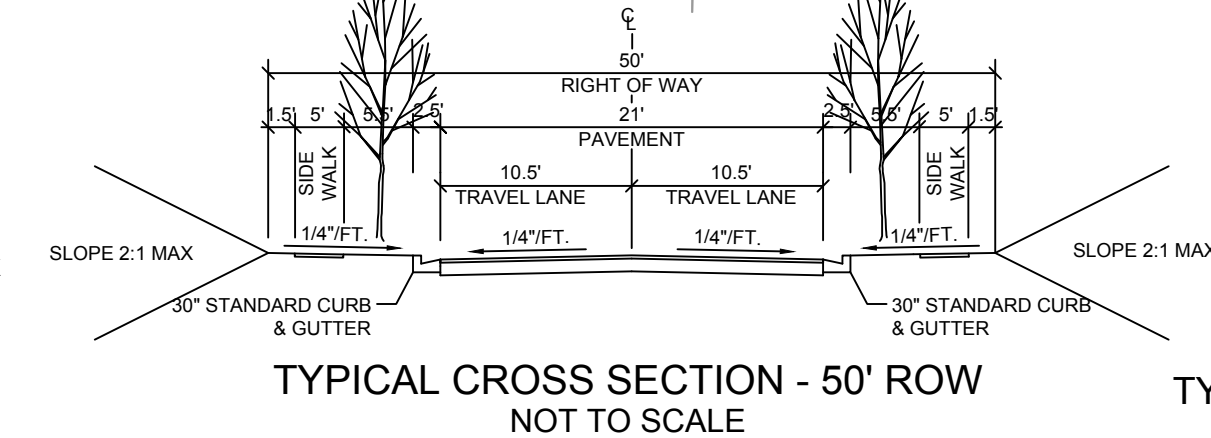 ℄
50'
RIGHT OF WAY
1.5' 5' 5.5' 2.5' 21' 2.5' 5.5' 5' 1.5'
PAVEMENT
SIDE
WALK
10.5' 10.5'
TRAVEL LANE TRAVEL LANE
SIDE
WALK
1/4"/FT. 1/4"/FT. 1/4"/FT. 1/4"/FT.
SLOPE 2:1 MAX SLOPE 2:1 MAX
30" STANDARD CURB
& GUTTER
30" STANDARD CURB
& GUTTER
TYPICAL CROSS SECTION - 50' ROW
NOT TO SCALE
TY